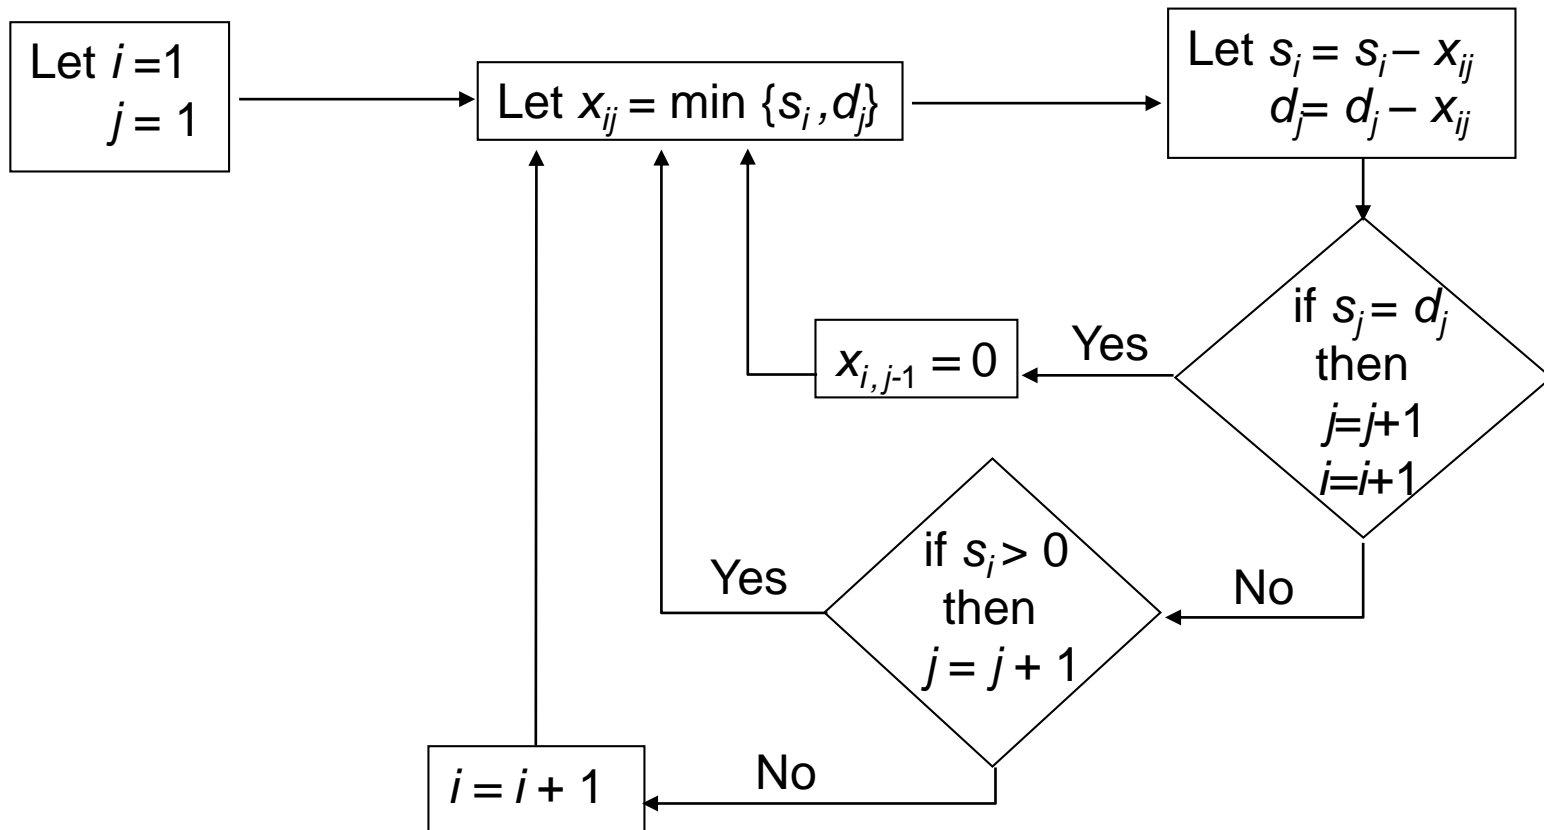 Let i =1
j = 1
Let xij = min {si ,dj}
Let si = si – xij
dj= dj – xij
if sj = dj
then
j=j+1
i=i+1
Yes
xi, j-1 = 0
No
if si > 0
then
j = j + 1
Yes
No
i = i + 1